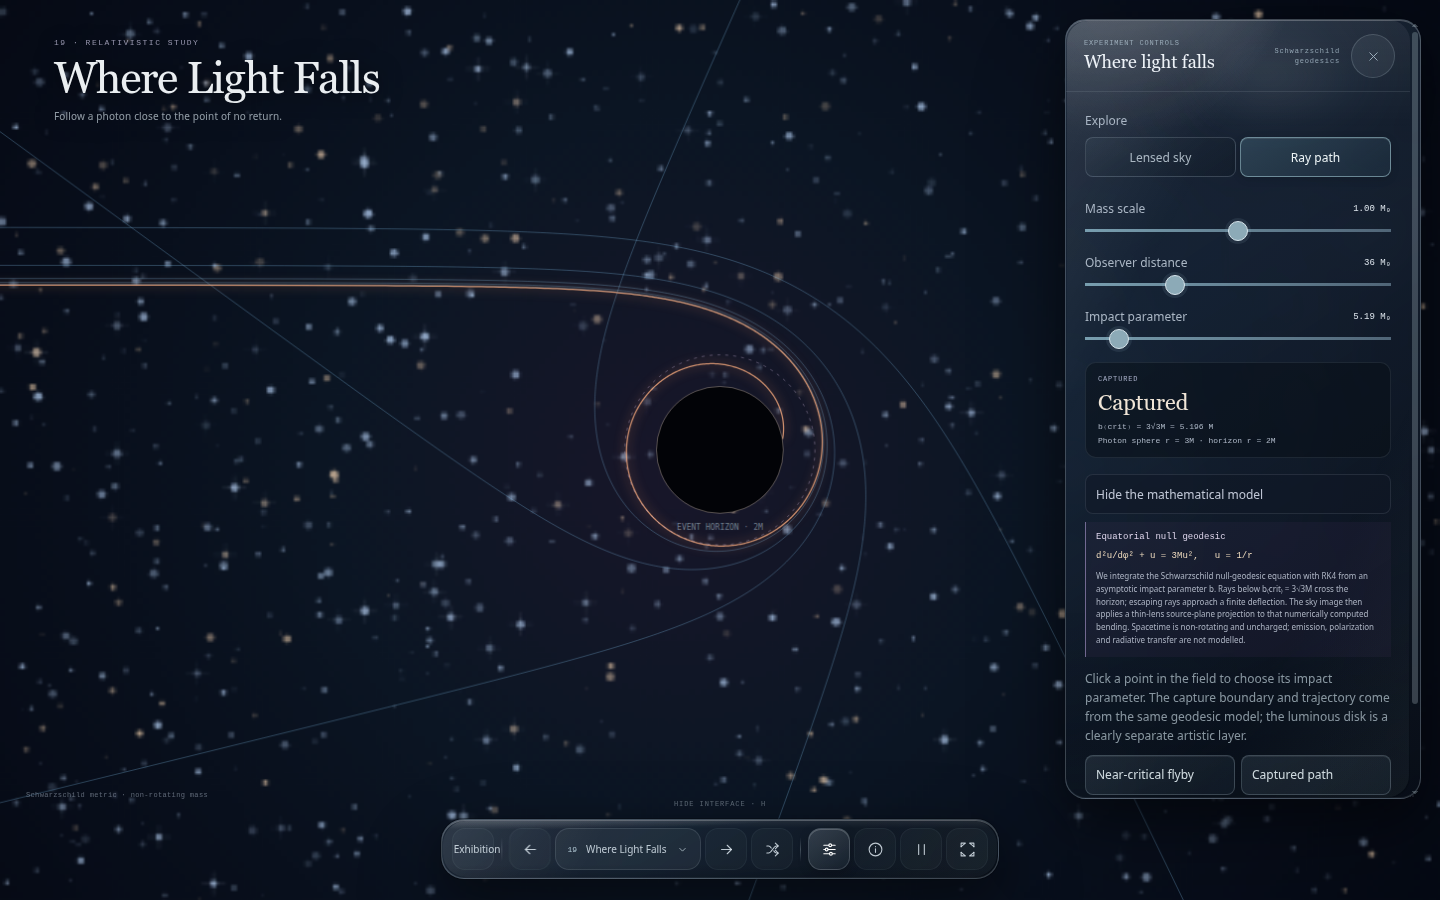 19 · RELATIVISTIC STUDY
Where Light Falls
Follow a photon close to the point of no return.
EVENT HORIZON · 2M
Schwarzschild metric · non-rotating mass
HIDE INTERFACE · H
Exhibition
19 Where Light Falls
EXPERIMENT CONTROLS
Where light falls
Schwarzschild
geodesics
Explore
Lensed sky
Ray path
Mass scale
1.00 M₀
Observer distance
36 M₀
Impact parameter
5.19 M₀
CAPTURED
Captured
b₍crit₎ = 3√3M = 5.196 M
Photon sphere r = 3M · horizon r = 2M
Hide the mathematical model
Equatorial null geodesic
d²u/dφ² + u = 3Mu², u = 1/r
We integrate the Schwarzschild null-geodesic equation with RK4 from an
asymptotic impact parameter b. Rays below b₍crit₎ = 3√3M cross the
horizon; escaping rays approach a finite deflection. The sky image then
applies a thin-lens source-plane projection to that numerically computed
bending. Spacetime is non-rotating and uncharged; emission, polarization
and radiative transfer are not modelled.
Click a point in the field to choose its impact
parameter. The capture boundary and trajectory come
from the same geodesic model; the luminous disk is a
clearly separate artistic layer.
Near-critical flyby
Captured path